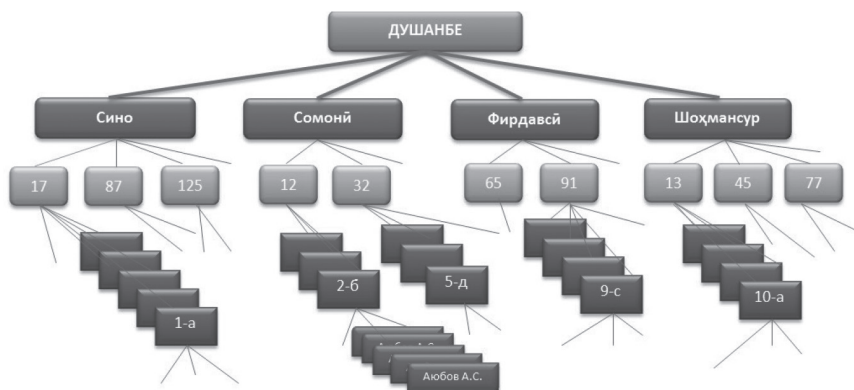 ДУШАНБЕ
Сино
Сомонӣ
Фирдавсӣ
Шоҳмансур
17
87
125
12
32
65
91
13
45
77
2-б
5-д
9-с
10-а
1-а
Аюбов А.С.